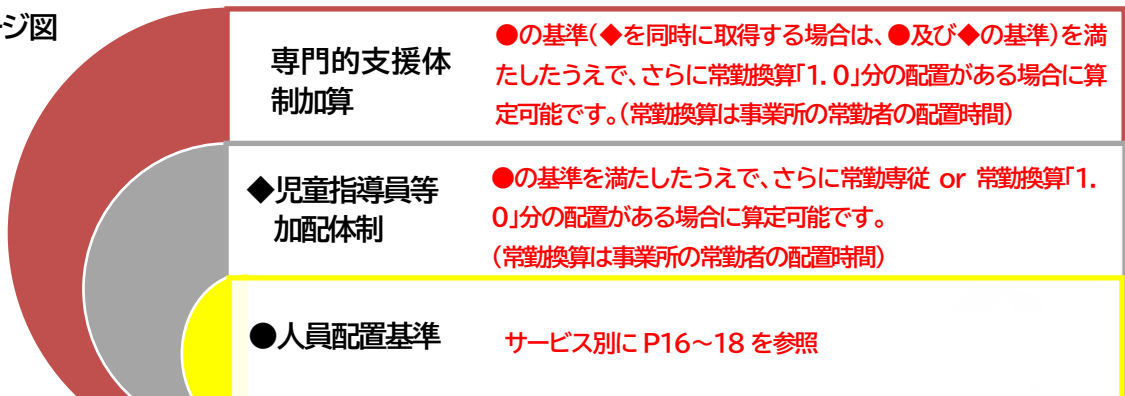 ージ図
専門的支援体
制加算
●の基準(◆を同時に取得する場合は、●及び◆の基準)を満
たしたうえで、さらに常勤換算「1.0」分の配置がある場合に算
定可能です。(常勤換算は事業所の常勤者の配置時間)
◆児童指導員等
加配体制
●の基準を満たしたうえで、さらに常勤専従 or 常勤換算「1.
0」分の配置がある場合に算定可能です。
(常勤換算は事業所の常勤者の配置時間)
●人員配置基準
サービス別に P16~18 を参照